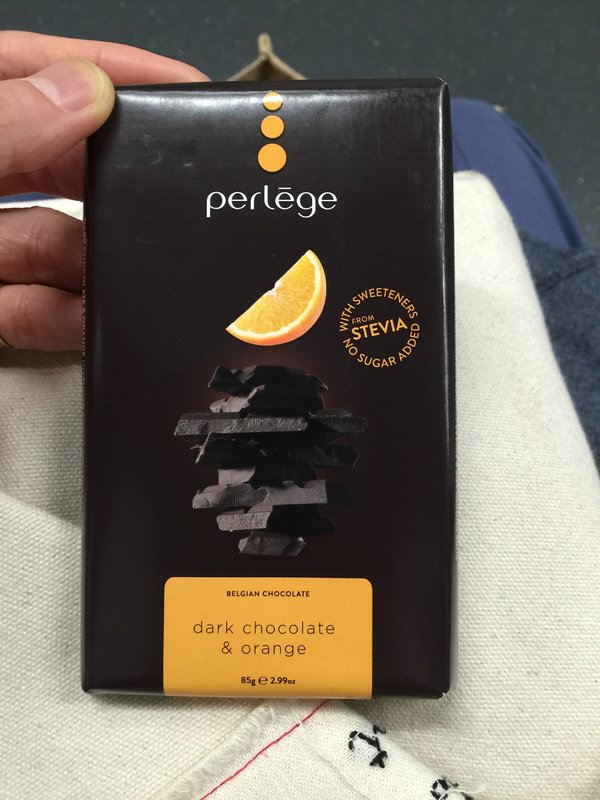 perlēge
WITH SWEETENERS
FROM
STEVIA
NO SUGAR ADDED
BELGIAN CHOCOLATE
dark chocolate
& orange
85g ℮ 2.99oz